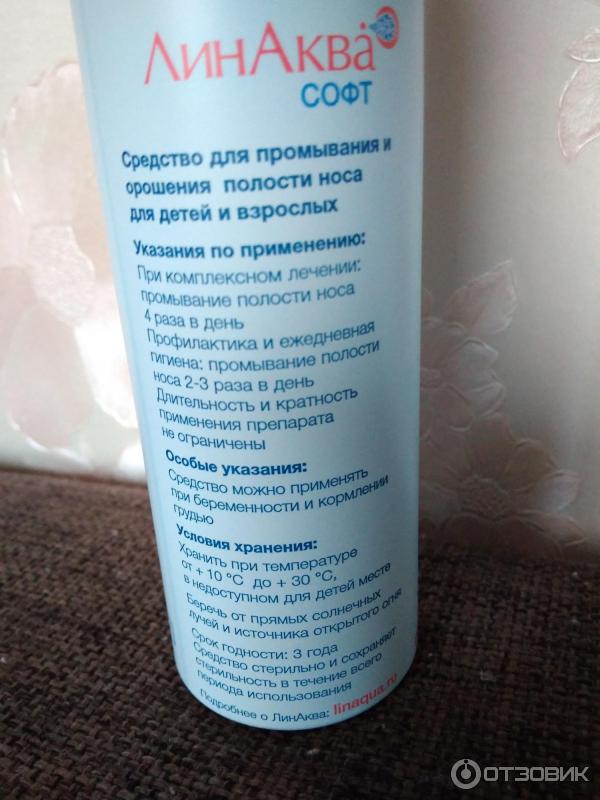 ЛинАква
СОФТ
Средство для промывания и
орошения полости носа
для детей и взрослых
Указания по применению:
При комплексном лечении:
промывание полости носа
4 раза в день
Профилактика и ежедневная
гигиена: промывание полости
носа 2-3 раза в день
Длительность и кратность
применения препарата
не ограничены
Особые указания:
Средство можно применять
при беременности и кормлении
грудью
Условия хранения:
Хранить при температуре
от + 10 °C до + 30 °C,
в недоступном для детей месте
Беречь от прямых солнечных
лучей и источника открытого огня
Срок годности: 3 года
Средство стерильно и сохраняет
стерильность в течение всего
периода использования
Подробнее о ЛинАква: linaqua.ru
ОТЗОВИК